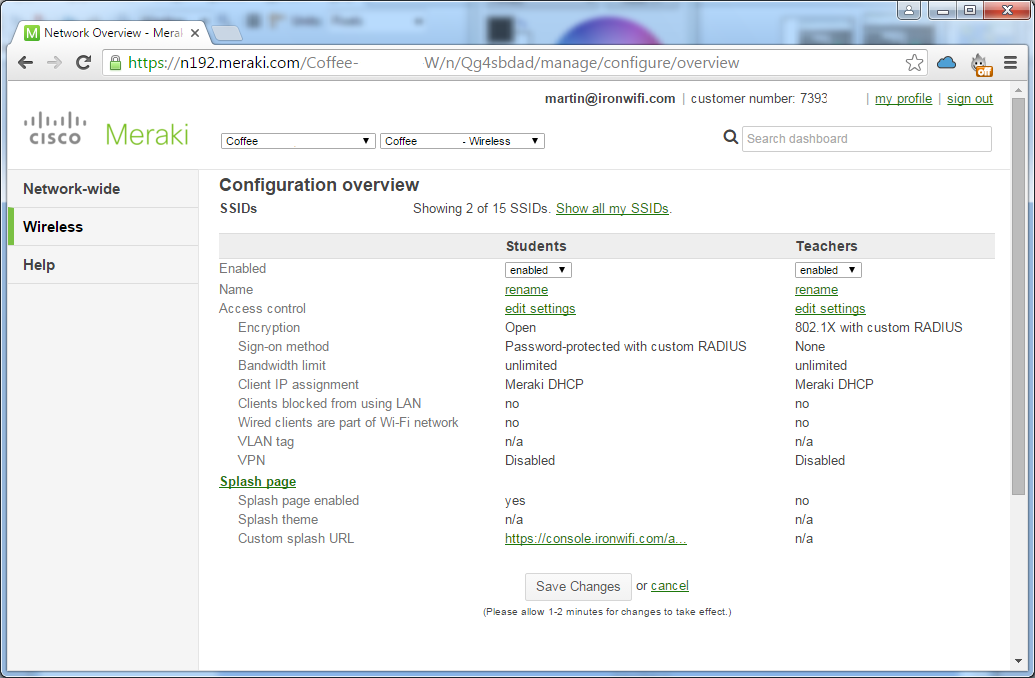 Network Overview - Merak
https://n192.meraki.com/Coffee- W/n/Qg4sbdad/manage/configure/overview
off
martin@ironwifi.com | customer number: 7393 | my profile | sign out
cisco Meraki
Coffee Coffee - Wireless Search dashboard
Network-wide
Wireless
Help
Configuration overview
SSIDs Showing 2 of 15 SSIDs. Show all my SSIDs.
Students Teachers
Enabled enabled enabled
Name rename rename
Access control edit settings edit settings
Encryption Open 802.1X with custom RADIUS
Sign-on method Password-protected with custom RADIUS None
Bandwidth limit unlimited unlimited
Client IP assignment Meraki DHCP Meraki DHCP
Clients blocked from using LAN no no
Wired clients are part of Wi-Fi network no no
VLAN tag n/a n/a
VPN Disabled Disabled
Splash page
Splash page enabled yes no
Splash theme n/a n/a
Custom splash URL https://console.ironwifi.com/a... n/a
Save Changes or cancel
(Please allow 1-2 minutes for changes to take effect.)